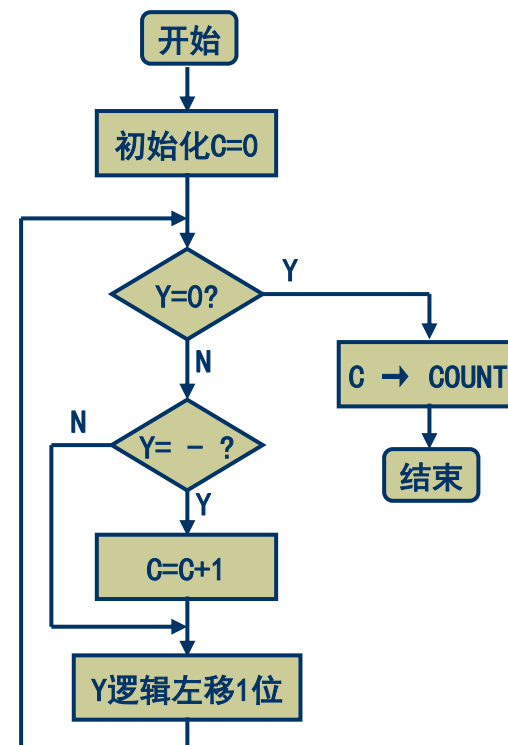 开始
初始化C=0
Y=0?
Y
N
C → COUNT
Y= - ?
N
Y
结束
C=C+1
Y逻辑左移1位